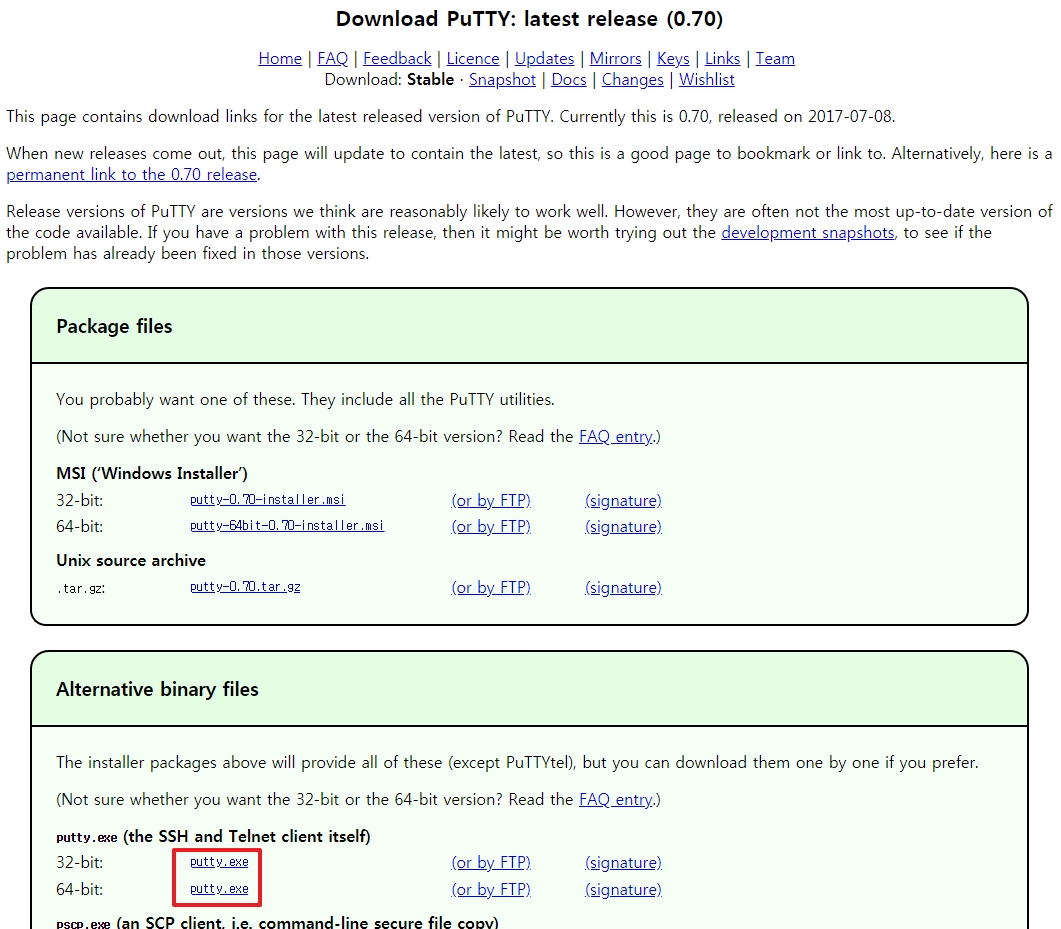 Download PuTTY: latest release (0.70)
Home | FAQ | Feedback | Licence | Updates | Mirrors | Keys | Links | Team
Download: Stable · Snapshot | Docs | Changes | Wishlist
This page contains download links for the latest released version of PuTTY. Currently this is 0.70, released on 2017-07-08.
When new releases come out, this page will update to contain the latest, so this is a good page to bookmark or link to. Alternatively, here is a
permanent link to the 0.70 release.
Release versions of PuTTY are versions we think are reasonably likely to work well. However, they are often not the most up-to-date version of
the code available. If you have a problem with this release, then it might be worth trying out the development snapshots, to see if the
problem has already been fixed in those versions.
Package files
You probably want one of these. They include all the PuTTY utilities.
(Not sure whether you want the 32-bit or the 64-bit version? Read the FAQ entry.)
MSI (‘Windows Installer’)
32-bit: putty-0.70-installer.msi (or by FTP) (signature)
64-bit: putty-64bit-0.70-installer.msi (or by FTP) (signature)
Unix source archive
.tar.gz: putty-0.70.tar.gz (or by FTP) (signature)
Alternative binary files
The installer packages above will provide all of these (except PuTTYtel), but you can download them one by one if you prefer.
(Not sure whether you want the 32-bit or the 64-bit version? Read the FAQ entry.)
putty.exe (the SSH and Telnet client itself)
32-bit: putty.exe (or by FTP) (signature)
64-bit: putty.exe (or by FTP) (signature)
pscp.exe (an SCP client, i.e. command-line secure file copy)